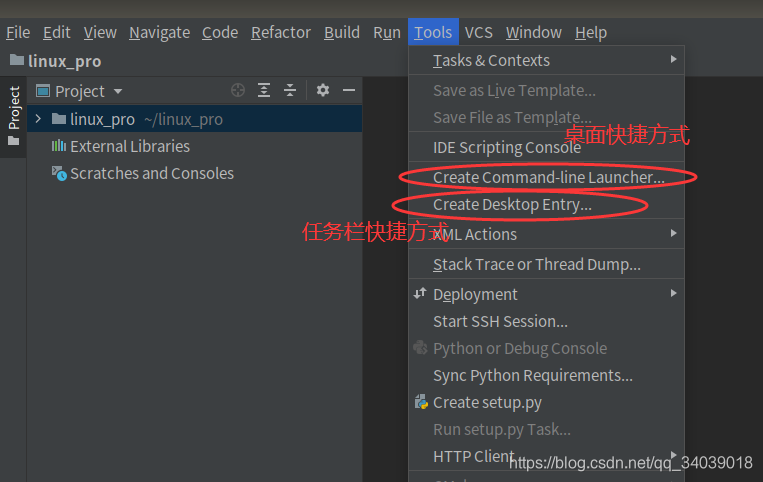 File Edit View Navigate Code Refactor Build Run Tools VCS Window Help
linux_pro
Project
Project
linux_pro ~/linux_pro
External Libraries
Scratches and Consoles
Tasks & Contexts
Save as Live Template...
Save File as Template...
桌面快捷方式
IDE Scripting Console
Create Command-line Launcher...
Create Desktop Entry...
任务栏快捷方式
XML Actions
Stack Trace or Thread Dump...
Deployment
Start SSH Session...
Python or Debug Console
Sync Python Requirements...
Create setup.py
Run setup.py Task...
HTTP Client
https://blog.csdn.net/qq_34039018